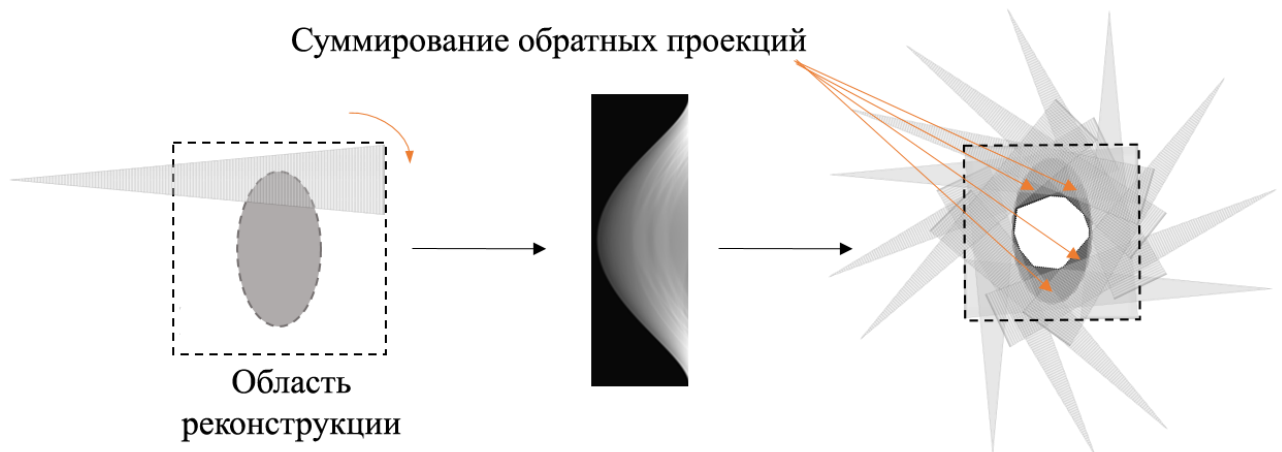 Суммирование обратных проекций
Область
реконструкции